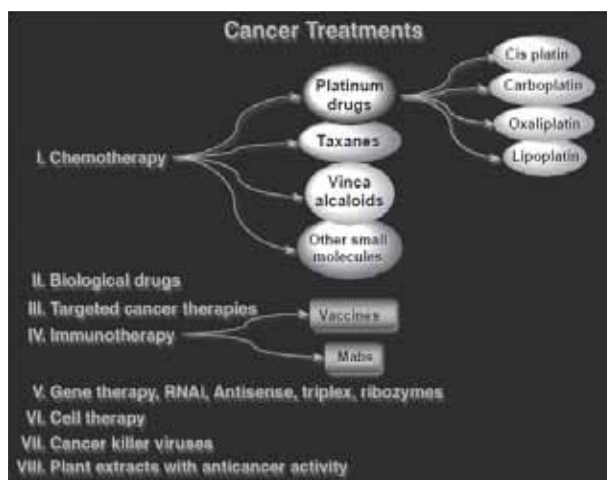 Cancer Treatments
I. Chemotherapy
Platinum
drugs
Cis platin
Carboplatin
Oxaliplatin
Lipoplatin
Taxanes
Vinca
alcaloids
Other small
molecules
II. Biological drugs
III. Targeted cancer therapies
IV. Immunotherapy
Vaccines
Mabs
V. Gene therapy, RNAi, Antisense, triplex, ribozymes
VI. Cell therapy
VII. Cancer killer viruses
VIII. Plant extracts with anticancer activity